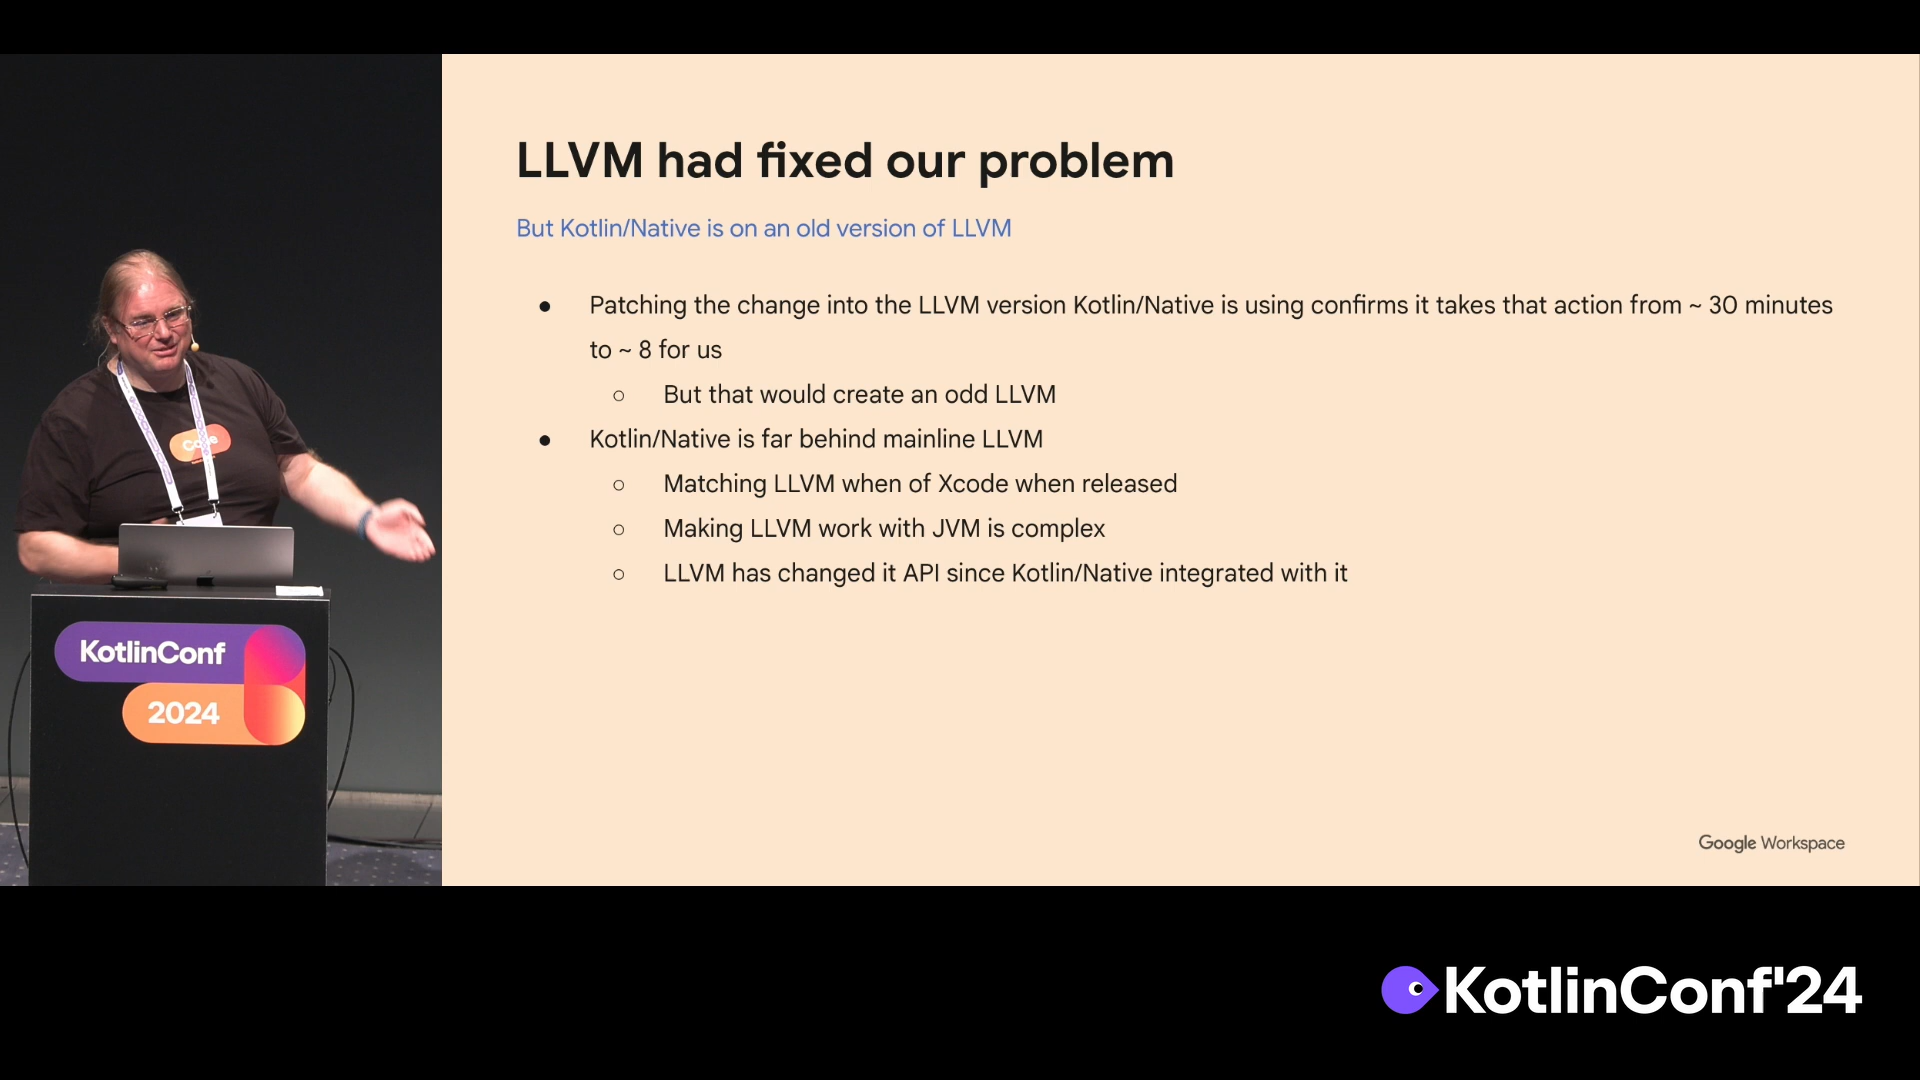 LLVM had fixed our problem
But Kotlin/Native is on an old version of LLVM
● Patching the change into the LLVM version Kotlin/Native is using confirms it takes that action from ~ 30 minutes
to ~ 8 for us
○ But that would create an odd LLVM
● Kotlin/Native is far behind mainline LLVM
○ Matching LLVM when of Xcode when released
○ Making LLVM work with JVM is complex
○ LLVM has changed it API since Kotlin/Native integrated with it
KotlinConf
2024
Google Workspace
KotlinConf'24